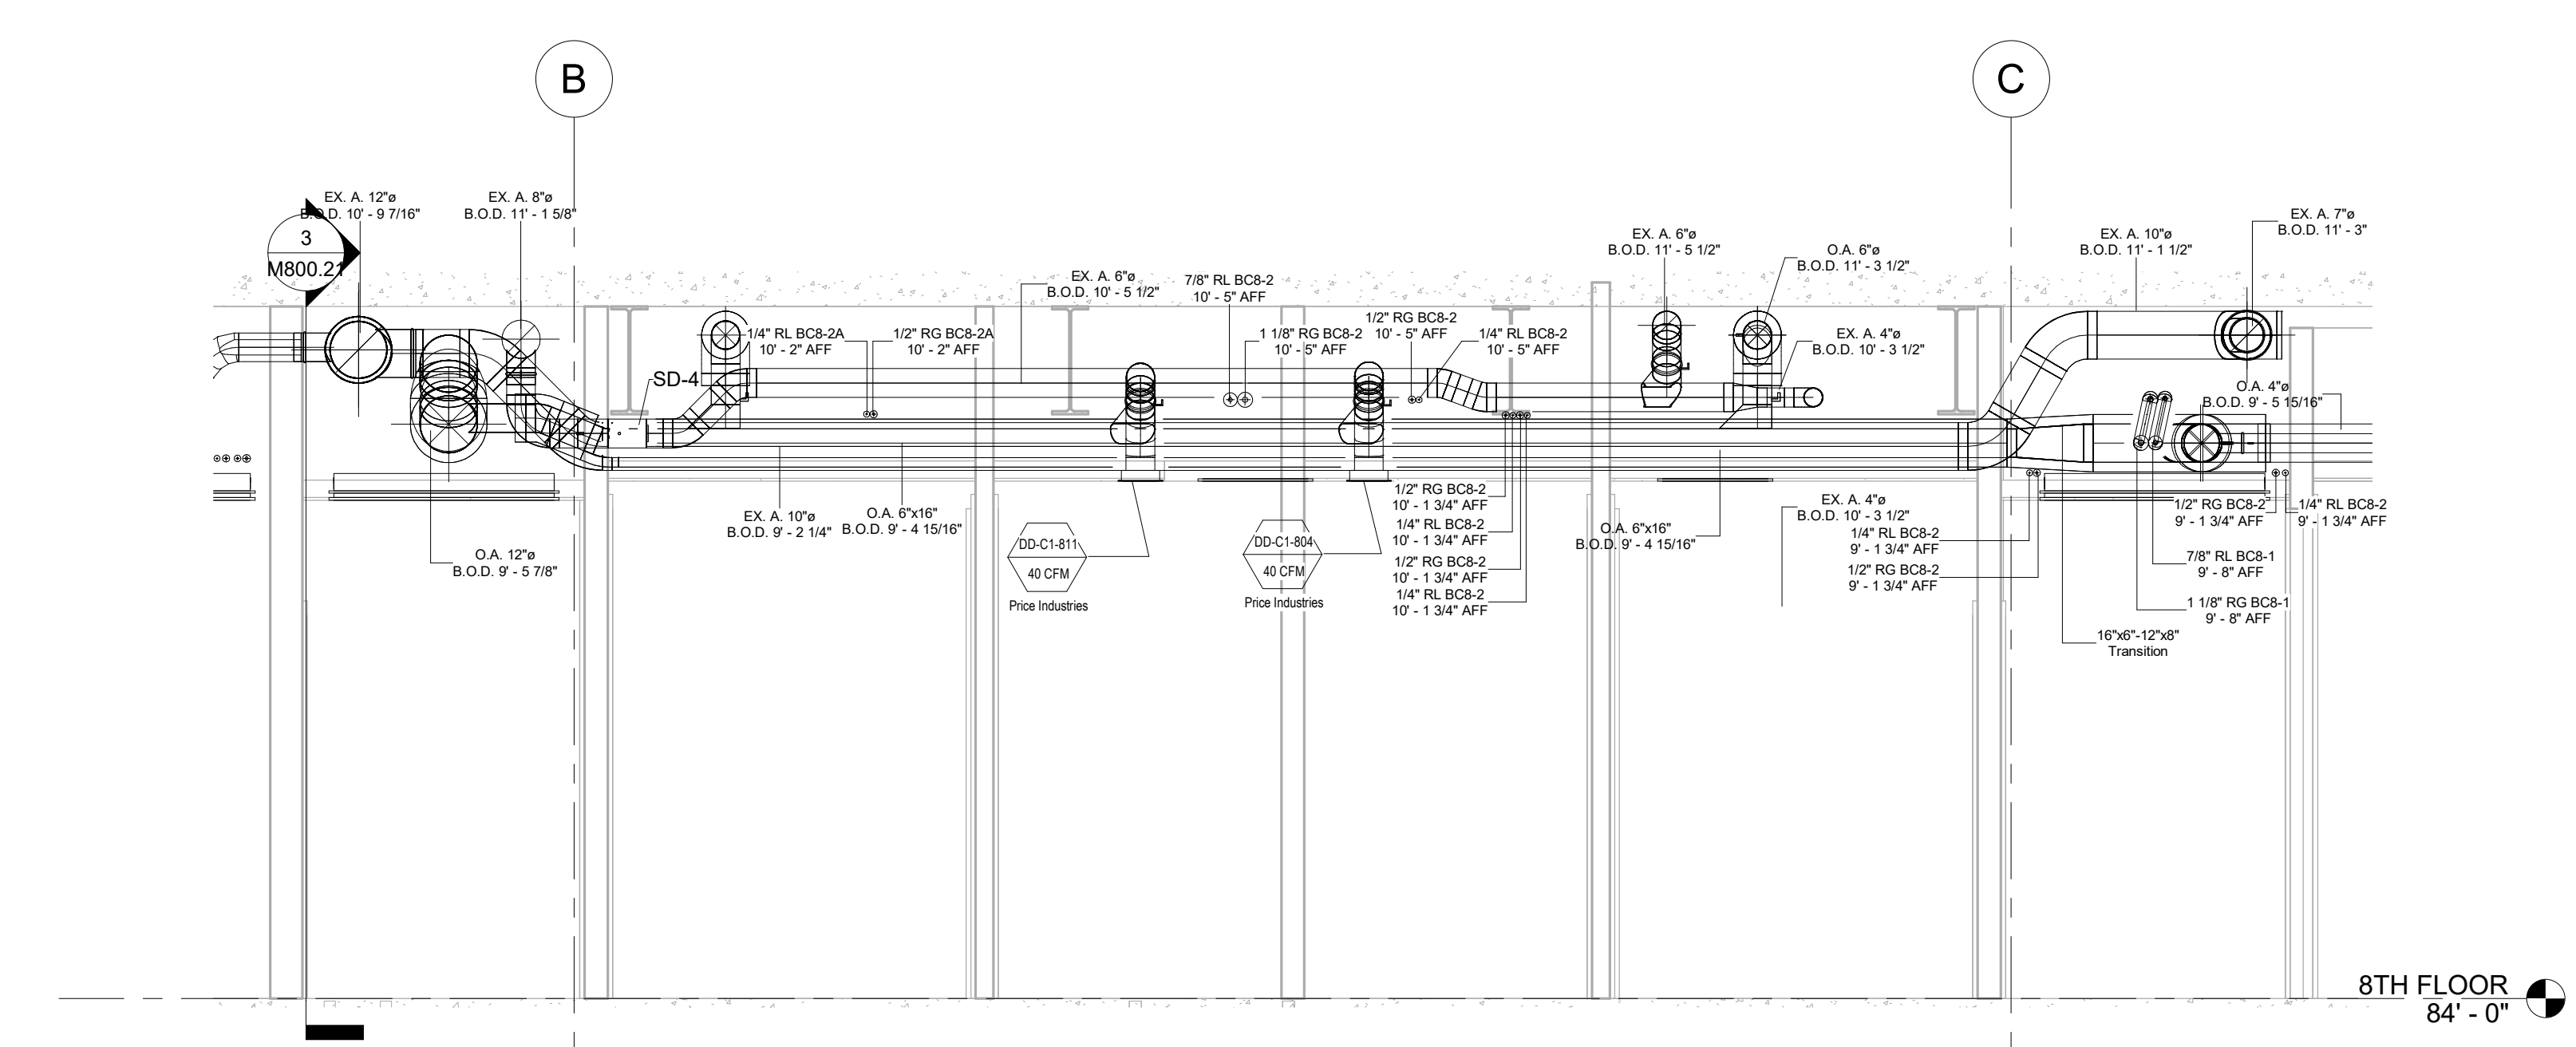 B
C
EX. A. 12"ø
B.O.D. 10' - 9 7/16"
EX. A. 8"ø
B.O.D. 11' - 1 5/8"
3
M800.21
EX. A. 6"ø
B.O.D. 10' - 5 1/2"
7/8" RL BC8-2
10' - 5" AFF
EX. A. 6"ø
B.O.D. 11' - 5 1/2"
O.A. 6"ø
B.O.D. 11' - 3 1/2"
EX. A. 10"ø
B.O.D. 11' - 1 1/2"
EX. A. 7"ø
B.O.D. 11' - 3"
1/4" RL BC8-2A
10' - 2" AFF
1/2" RG BC8-2A
10' - 2" AFF
1 1/8" RG BC8-2
10' - 5" AFF
1/2" RG BC8-2
10' - 5" AFF
1/4" RL BC8-2
10' - 5" AFF
EX. A. 4"ø
B.O.D. 10' - 3 1/2"
SD-4
O.A. 4"ø
B.O.D. 9' - 5 15/16"
EX. A. 10"ø
B.O.D. 9' - 2 1/4"
O.A. 6"x16"
B.O.D. 9' - 4 15/16"
O.A. 12"ø
B.O.D. 9' - 5 7/8"
DD-C1-811
40 CFM
Price Industries
DD-C1-804
40 CFM
Price Industries
1/2" RG BC8-2
10' - 1 3/4" AFF
1/4" RL BC8-2
10' - 1 3/4" AFF
1/2" RG BC8-2
10' - 1 3/4" AFF
1/4" RL BC8-2
10' - 1 3/4" AFF
O.A. 6"x16"
B.O.D. 9' - 4 15/16"
EX. A. 4"ø
B.O.D. 10' - 3 1/2"
1/4" RL BC8-2
9' - 1 3/4" AFF
1/2" RG BC8-2
9' - 1 3/4" AFF
1/2" RG BC8-2
9' - 1 3/4" AFF
1/4" RL BC8-2
9' - 1 3/4" AFF
7/8" RL BC8-1
9' - 8" AFF
1 1/8" RG BC8-1
9' - 8" AFF
16"x6"-12"x8"
Transition
8TH FLOOR
84' - 0"